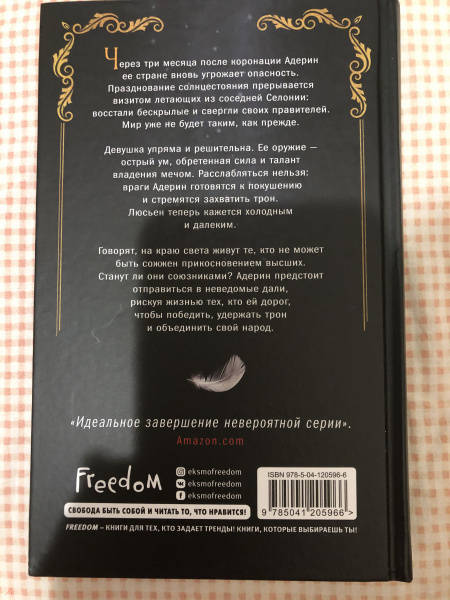 Через три месяца после коронации Адерин
ее стране вновь угрожает опасность.
Празднование солнцестояния прерывается
визитом летающих из соседней Селонии:
восстали бескрылые и свергли своих правителей.
Мир уже не будет таким, как прежде.
Девушка упряма и решительна. Ее оружие —
острый ум, обретенная сила и талант
владения мечом. Расслабляться нельзя:
враги Адерин готовятся к покушению
и стремятся захватить трон.
Люсьен теперь кажется холодным
и далеким.
Говорят, на краю света живут те, кто не может
быть сожжен прикосновением высших.
Станут ли они союзниками? Адерин предстоит
отправиться в неведомые дали,
рискуя жизнью тех, кто ей дорог,
чтобы победить, удержать трон
и объединить свой народ.
«Идеальное завершение невероятной серии».
Amazon.com
Freedom
eksmofreedom
eksmofreedom
eksmofreedom
СВОБОДА БЫТЬ СОБОЙ И ЧИТАТЬ ТО, ЧТО НРАВИТСЯ!
FREEDOM – КНИГИ ДЛЯ ТЕХ, КТО ЗАДАЕТ ТРЕНДЫ! КНИГИ, КОТОРЫЕ ВЫБИРАЕШЬ ТЫ!
ISBN 978-5-04-120596-6
9 785041 205966 >